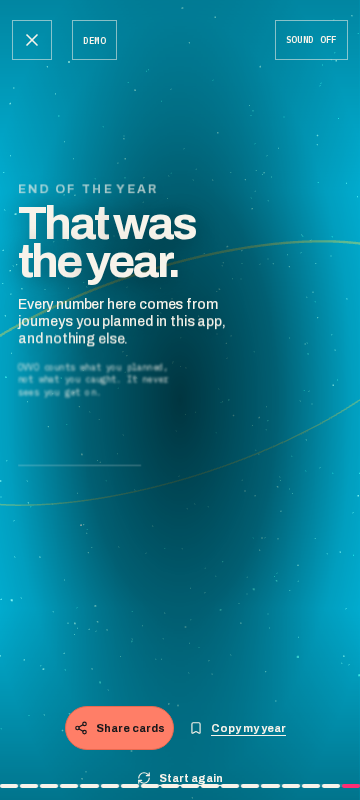 DEMO
SOUND OFF
END OF THE YEAR
That was
the year.
Every number here comes from
journeys you planned in this app,
and nothing else.
OVVO counts what you planned,
not what you caught. It never
sees you get on.
Share cards
Copy my year
Start again